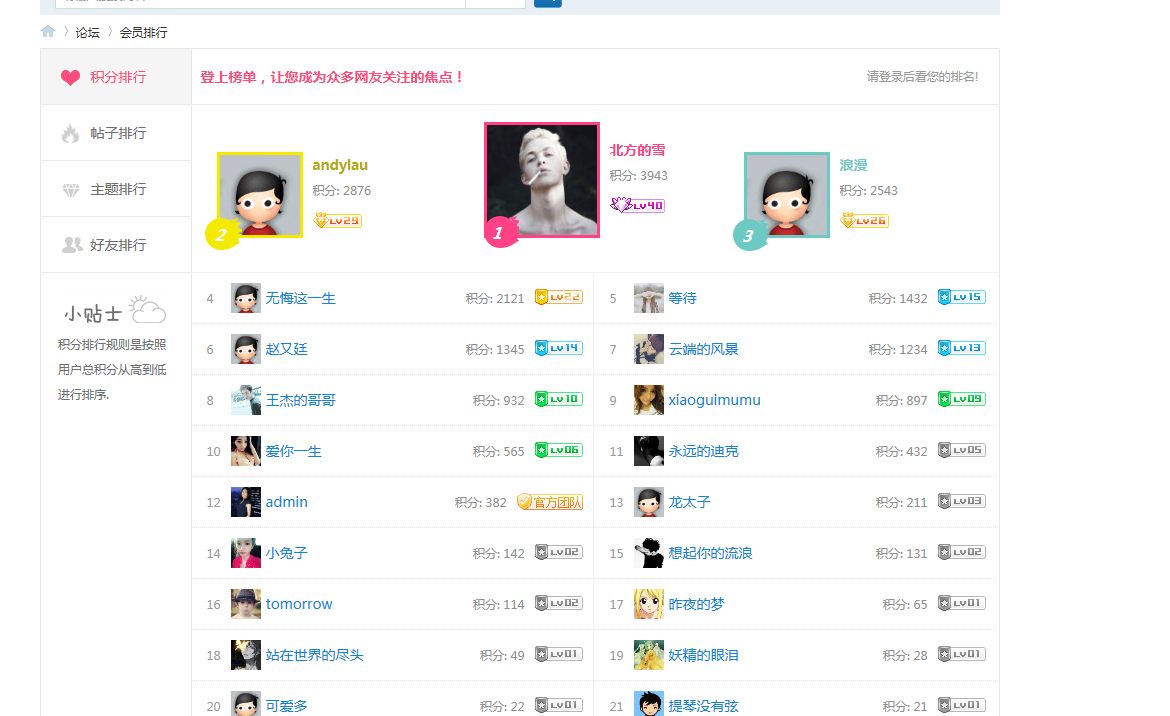 论坛 会员排行
积分排行
登上榜单，让您成为众多网友关注的焦点！
请登录后看您的排名!
帖子排行
主题排行
好友排行
小贴士
积分排行规则是按照
用户总积分从高到低
进行排序.
andylau
积分: 2876
Lv29
2
北方的雪
积分: 3943
Lv40
1
浪漫
积分: 2543
Lv26
3
4 无悔这一生 积分: 2121 Lv22
5 等待 积分: 1432 Lv15
6 赵又廷 积分: 1345 Lv14
7 云端的风景 积分: 1234 Lv13
8 王杰的哥哥 积分: 932 Lv10
9 xiaoguimumu 积分: 897 Lv09
10 爱你一生 积分: 565 Lv06
11 永远的迪克 积分: 432 Lv05
12 admin 积分: 382 官方团队
13 龙太子 积分: 211 Lv03
14 小兔子 积分: 142 Lv02
15 想起你的流浪 积分: 131 Lv02
16 tomorrow 积分: 114 Lv02
17 昨夜的梦 积分: 65 Lv01
18 站在世界的尽头 积分: 49 Lv01
19 妖精的眼泪 积分: 28 Lv01
20 可爱多 积分: 22 Lv01
21 提琴没有弦 积分: 21 Lv01